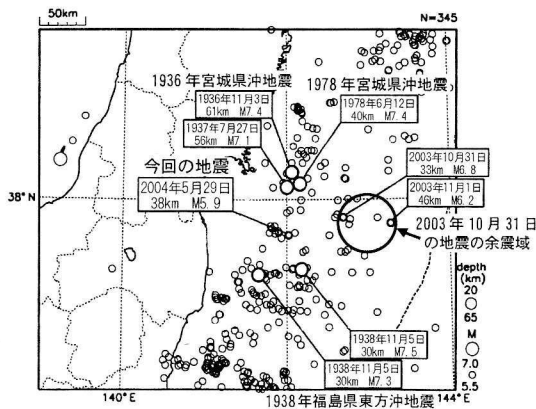 50km
N=345
1936年宮城県沖地震
1978年宮城県沖地震
1936年11月3日
61km M7.4
1978年6月12日
40km M7.4
1937年7月27日
56km M7.1
今回の地震
2004年5月29日
38km M5.9
2003年10月31日
33km M6.8
2003年11月1日
46km M6.2
38°N
2003年10月31日
の地震の余震域
depth
(km)
20
65
M
7.0
5.5
1938年11月5日
30km M7.5
1938年11月5日
30km M7.3
140°E
144°E
1938年福島県東方沖地震